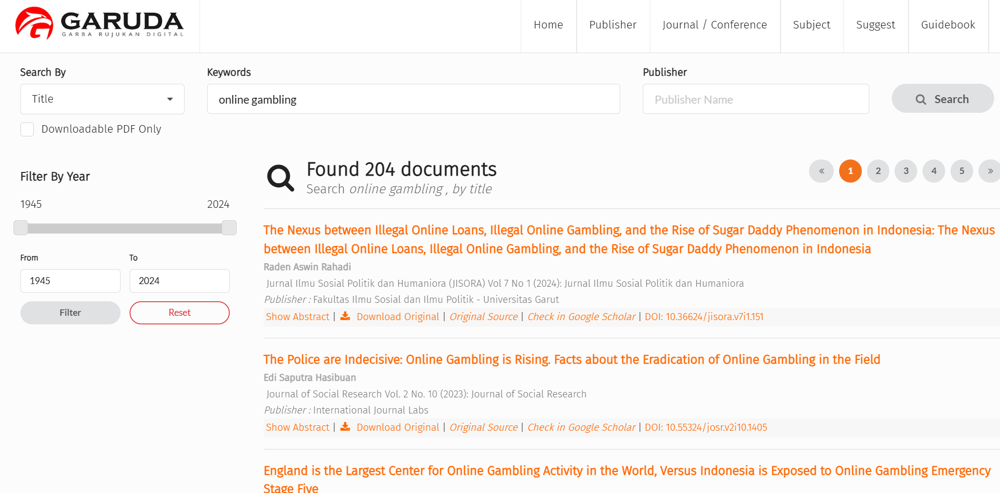 GARUDA
GARBA RUJUKAN DIGITAL
Home
Publisher
Journal / Conference
Subject
Suggest
Guidebook
Search By
Keywords
Publisher
Title
online gambling
Publisher Name
Search
Downloadable PDF Only
Filter By Year
1945
2024
From
To
1945
2024
Filter
Reset
Found 204 documents
Search online gambling , by title
«
1
2
3
4
5
»
The Nexus between Illegal Online Loans, Illegal Online Gambling, and the Rise of Sugar Daddy Phenomenon in Indonesia: The Nexus
between Illegal Online Loans, Illegal Online Gambling, and the Rise of Sugar Daddy Phenomenon in Indonesia
Raden Aswin Rahadi
Jurnal Ilmu Sosial Politik dan Humaniora (JISORA) Vol 7 No 1 (2024): Jurnal Ilmu Sosial Politik dan Humaniora
Publisher : Fakultas Ilmu Sosial dan Ilmu Politik - Universitas Garut
Show Abstract | Download Original | Original Source | Check in Google Scholar | DOI: 10.36624/jisora.v7i1.151
The Police are Indecisive: Online Gambling is Rising. Facts about the Eradication of Online Gambling in the Field
Edi Saputra Hasibuan
Journal of Social Research Vol. 2 No. 10 (2023): Journal of Social Research
Publisher : International Journal Labs
Show Abstract | Download Original | Original Source | Check in Google Scholar | DOI: 10.55324/josr.v2i10.1405
England is the Largest Center for Online Gambling Activity in the World, Versus Indonesia is Exposed to Online Gambling Emergency
Stage Five